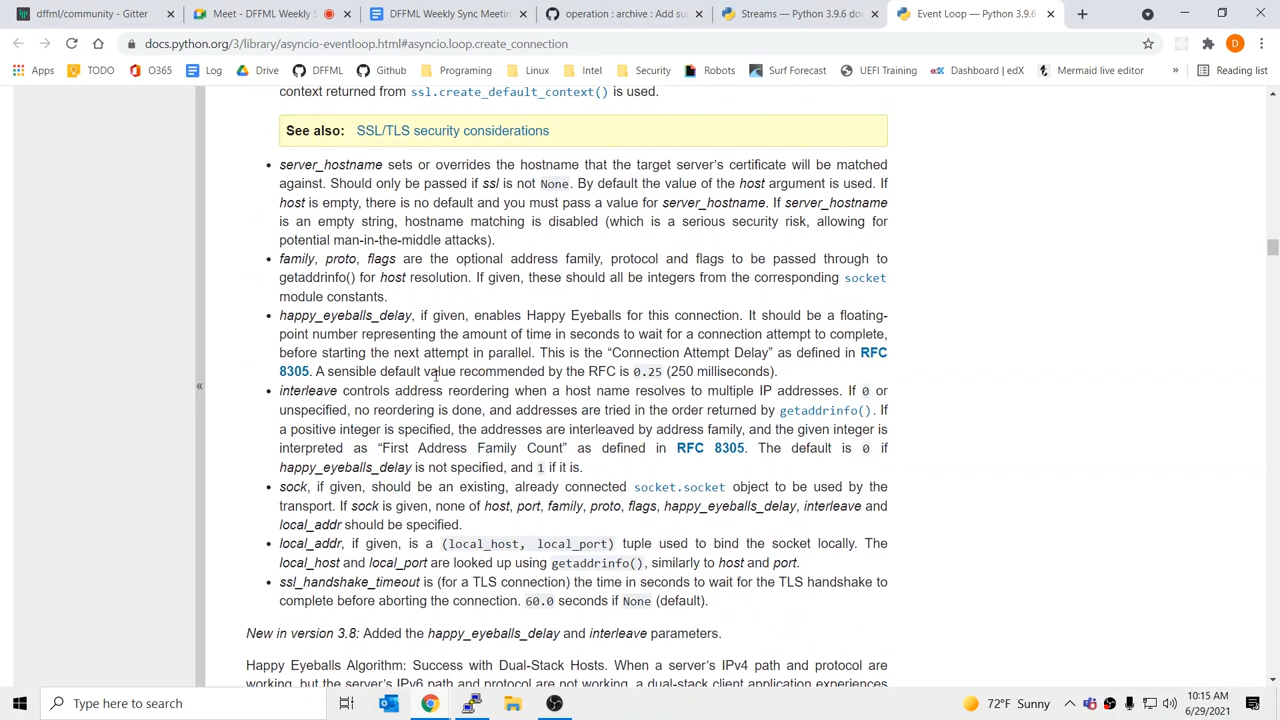 dffml/community - Gitter
Meet - DFFML Weekly S
DFFML Weekly Sync Meetin
operation : archive : Add su
Streams — Python 3.9.6 do
Event Loop — Python 3.9.6
docs.python.org/3/library/asyncio-eventloop.html#asyncio.loop.create_connection
Apps TODO O365 Log Drive DFFML Github Programing Linux Intel Security Robots Surf Forecast UEFI Training Dashboard | edX Mermaid live editor » Reading list
context returned from ssl.create_default_context() is used.
See also: SSL/TLS security considerations
• server_hostname sets or overrides the hostname that the target server’s certificate will be matched
against. Should only be passed if ssl is not None. By default the value of the host argument is used. If
host is empty, there is no default and you must pass a value for server_hostname. If server_hostname
is an empty string, hostname matching is disabled (which is a serious security risk, allowing for
potential man-in-the-middle attacks).
• family, proto, flags are the optional address family, protocol and flags to be passed through to
getaddrinfo() for host resolution. If given, these should all be integers from the corresponding socket
module constants.
• happy_eyeballs_delay, if given, enables Happy Eyeballs for this connection. It should be a floating-
point number representing the amount of time in seconds to wait for a connection attempt to complete,
before starting the next attempt in parallel. This is the “Connection Attempt Delay” as defined in RFC
8305. A sensible default value recommended by the RFC is 0.25 (250 milliseconds).
• interleave controls address reordering when a host name resolves to multiple IP addresses. If 0 or
unspecified, no reordering is done, and addresses are tried in the order returned by getaddrinfo(). If
a positive integer is specified, the addresses are interleaved by address family, and the given integer is
interpreted as “First Address Family Count” as defined in RFC 8305. The default is 0 if
happy_eyeballs_delay is not specified, and 1 if it is.
• sock, if given, should be an existing, already connected socket.socket object to be used by the
transport. If sock is given, none of host, port, family, proto, flags, happy_eyeballs_delay, interleave and
local_addr should be specified.
• local_addr, if given, is a (local_host, local_port) tuple used to bind the socket locally. The
local_host and local_port are looked up using getaddrinfo(), similarly to host and port.
• ssl_handshake_timeout is (for a TLS connection) the time in seconds to wait for the TLS handshake to
complete before aborting the connection. 60.0 seconds if None (default).
New in version 3.8: Added the happy_eyeballs_delay and interleave parameters.
Happy Eyeballs Algorithm: Success with Dual-Stack Hosts. When a server’s IPv4 path and protocol are
working, but the server’s IPv6 path and protocol are not working, a dual-stack client application experiences
«
Type here to search
72°F Sunny
10:15 AM
6/29/2021